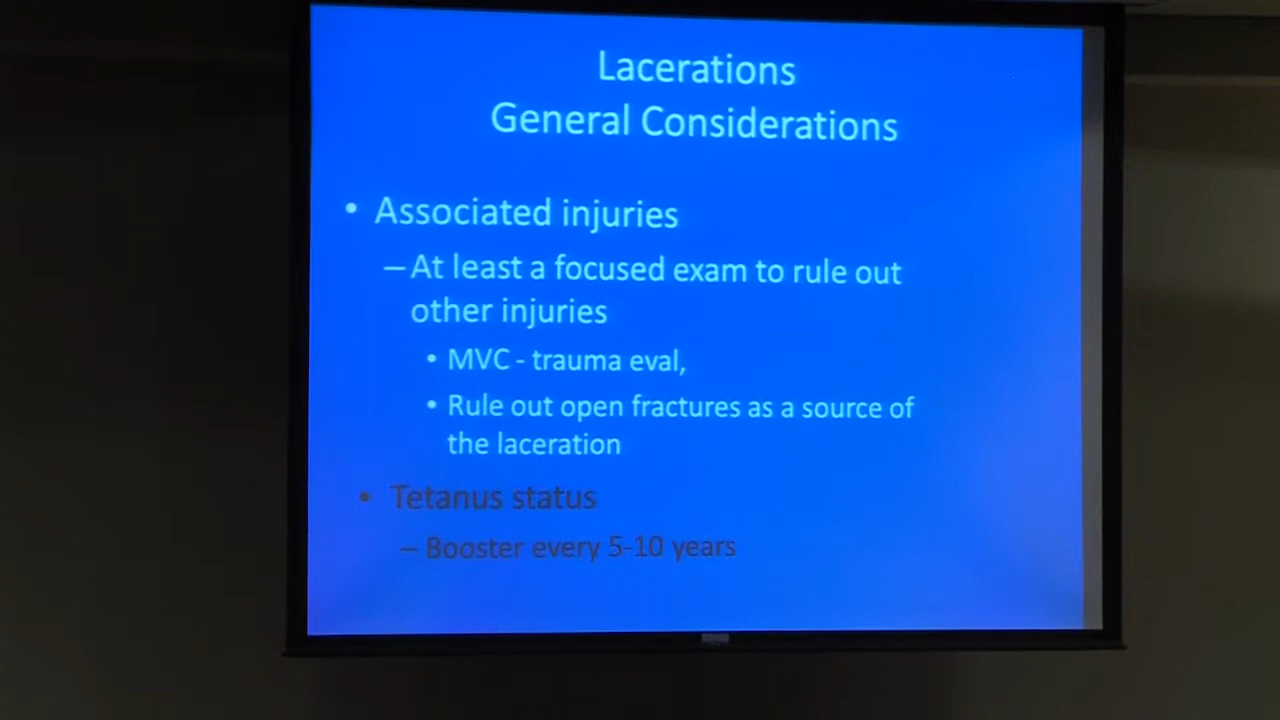 Lacerations
General Considerations
• Associated injuries
– At least a focused exam to rule out
other injuries
• MVC - trauma eval,
• Rule out open fractures as a source of
the laceration
• Tetanus status
– Booster every 5-10 years